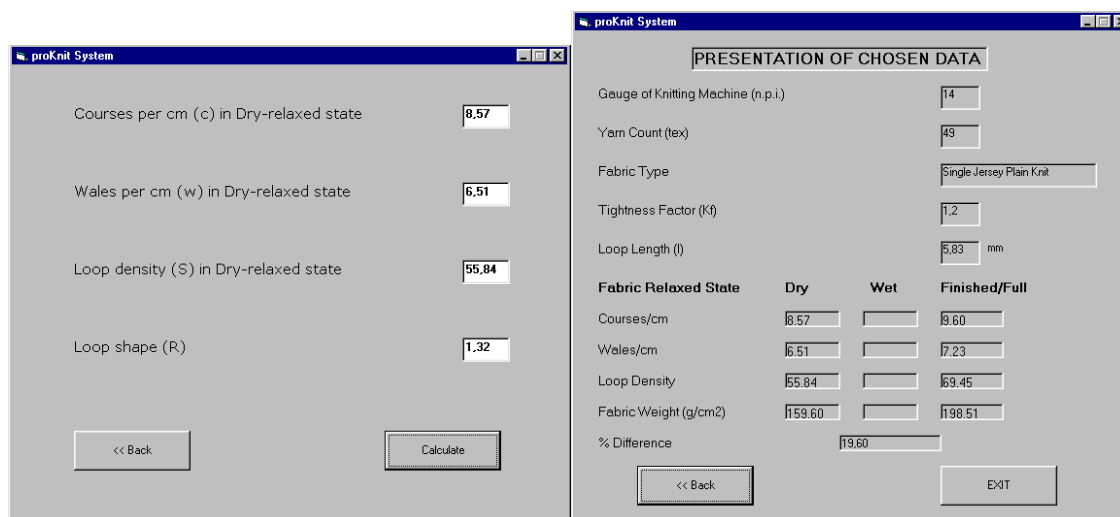 proKnit System
Courses per cm (c) in Dry-relaxed state 8,57
Wales per cm (w) in Dry-relaxed state 6,51
Loop density (S) in Dry-relaxed state 55,84
Loop shape (R) 1,32
<< Back Calculate
proKnit System
PRESENTATION OF CHOSEN DATA
Gauge of Knitting Machine (n.p.i.) 14
Yarn Count (tex) 49
Fabric Type Single Jersey Plain Knit
Tightness Factor (Kf) 1,2
Loop Length (l) 5,83 mm
Fabric Relaxed State Dry Wet Finished/Full
Courses/cm 8.57 9.60
Wales/cm 6.51 7.23
Loop Density 55.84 69.45
Fabric Weight (g/cm2) 159.60 198.51
% Difference 19,60
<< Back EXIT